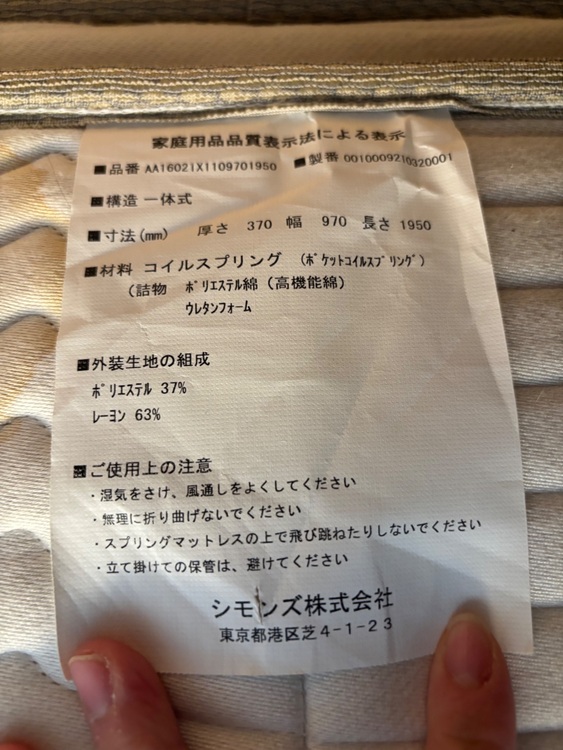 家庭用品品質表示法による表示
■品番 AA16021X1109701950 ■製番 0010009210320001
■構造 一体式
■寸法(mm) 厚さ 370 幅 970 長さ 1950
■材料 コイルスプリング (ﾎﾟｹｯﾄｺｲﾙｽﾌﾟﾘﾝｸﾞ)
(詰物 ﾎﾟﾘｴｽﾃﾙ綿 (高機能綿)
ｳﾚﾀﾝﾌｫｰﾑ
■外装生地の組成
ﾎﾟﾘｴｽﾃﾙ 37%
ﾚｰﾖﾝ 63%
■ご使用上の注意
・湿気をさけ、風通しをよくしてください
・無理に折り曲げないでください
・スプリングマットレスの上で飛び跳ねたりしないでください
・立て掛けての保管は、避けてください
シモンズ株式会社
東京都港区芝4-1-23